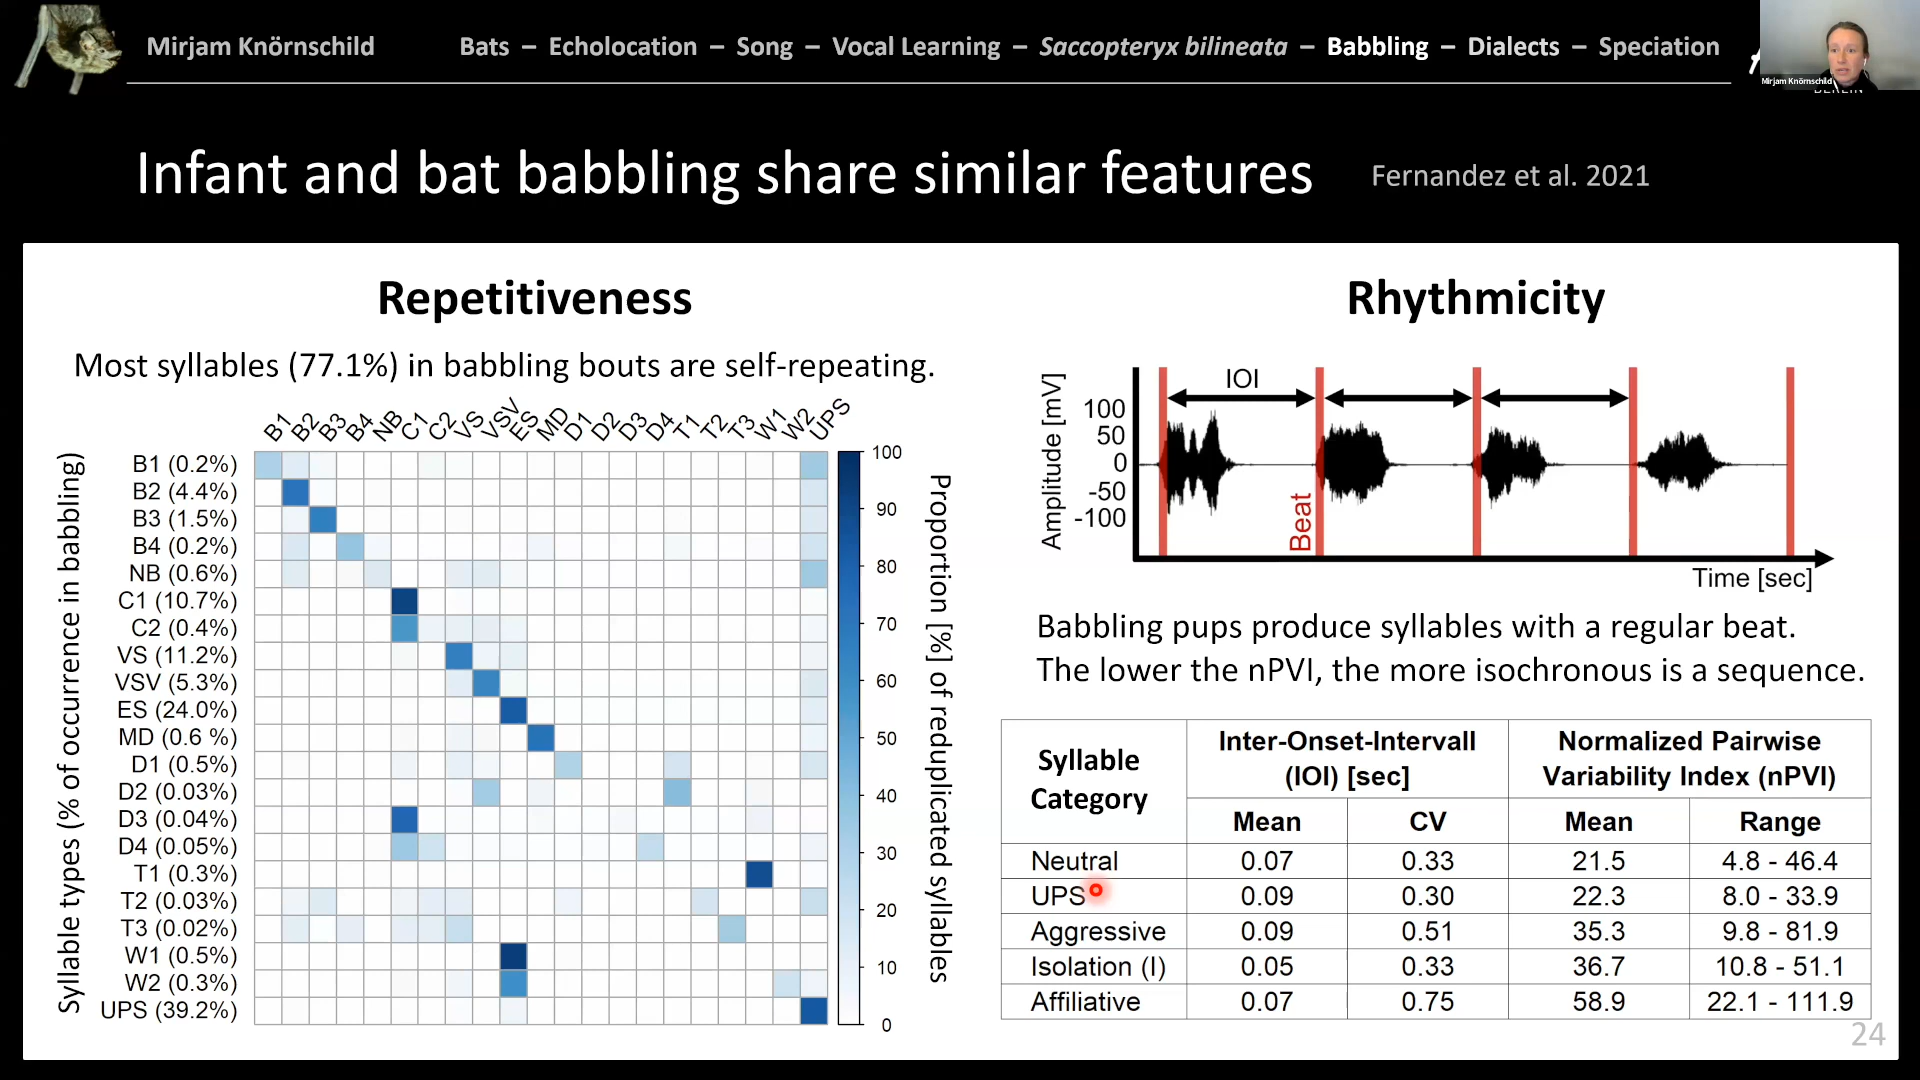 Mirjam Knörnschild
Bats – Echolocation – Song – Vocal Learning – Saccopteryx bilineata – Babbling – Dialects – Speciation
Mirjam Knörnschild
Infant and bat babbling share similar features
Fernandez et al. 2021
Repetitiveness
Most syllables (77.1%) in babbling bouts are self-repeating.
B1 B2 B3 B4 NB C1 C2 VS VSV ES MD D1 D2 D3 D4 T1 T2 T3 W1 W2 UPS
Syllable types (% of occurrence in babbling)
B1 (0.2%)
B2 (4.4%)
B3 (1.5%)
B4 (0.2%)
NB (0.6%)
C1 (10.7%)
C2 (0.4%)
VS (11.2%)
VSV (5.3%)
ES (24.0%)
MD (0.6 %)
D1 (0.5%)
D2 (0.03%)
D3 (0.04%)
D4 (0.05%)
T1 (0.3%)
T2 (0.03%)
T3 (0.02%)
W1 (0.5%)
W2 (0.3%)
UPS (39.2%)
100
90
80
70
60
50
40
30
20
10
0
Proportion [%] of reduplicated syllables
Rhythmicity
Amplitude [mV]
100
50
0
-50
-100
IOI
Beat
Time [sec]
Babbling pups produce syllables with a regular beat.
The lower the nPVI, the more isochronous is a sequence.
Syllable Category
Inter-Onset-Intervall (IOI) [sec]
Normalized Pairwise Variability Index (nPVI)
Mean CV Mean Range
Neutral 0.07 0.33 21.5 4.8 - 46.4
UPS 0.09 0.30 22.3 8.0 - 33.9
Aggressive 0.09 0.51 35.3 9.8 - 81.9
Isolation (I) 0.05 0.33 36.7 10.8 - 51.1
Affiliative 0.07 0.75 58.9 22.1 - 111.9
24